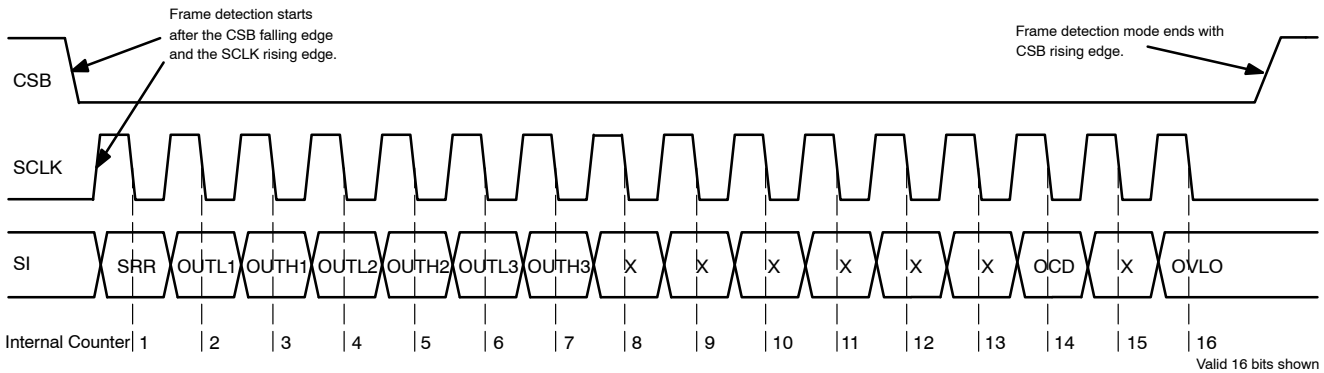 Frame detection starts
after the CSB falling edge
and the SCLK rising edge.
Frame detection mode ends with
CSB rising edge.
CSB
SCLK
SI SRR OUTL1 OUTH1 OUTL2 OUTH2 OUTL3 OUTH3 X X X X X X OCD X OVLO
Internal Counter 1 2 3 4 5 6 7 8 9 10 11 12 13 14 15 16
Valid 16 bits shown